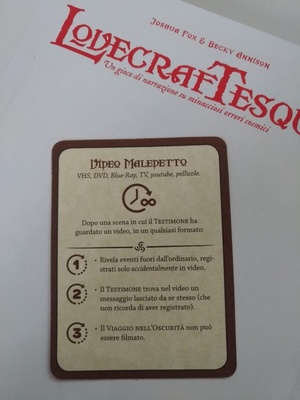 Joshua Fox & Becky Annison
LovecrafTesqu
Un gioco di narrazione su minacciosi orrori cosmici
Video Maledetto
VHS, DVD, Blue-Ray, TV, youtube, pellicole.
Dopo una scena in cui il Testimone ha
guardato un video, in un qualsiasi formato:
1 • Rivela eventi fuori dall'ordinario, regi-
strati solo accidentalmente in video.
2 • Il Testimone trova nel video un
messaggio lasciato da se stesso (che
non ricorda di aver registrato).
3 • Il Viaggio nell'Oscurità non può
essere filmato.